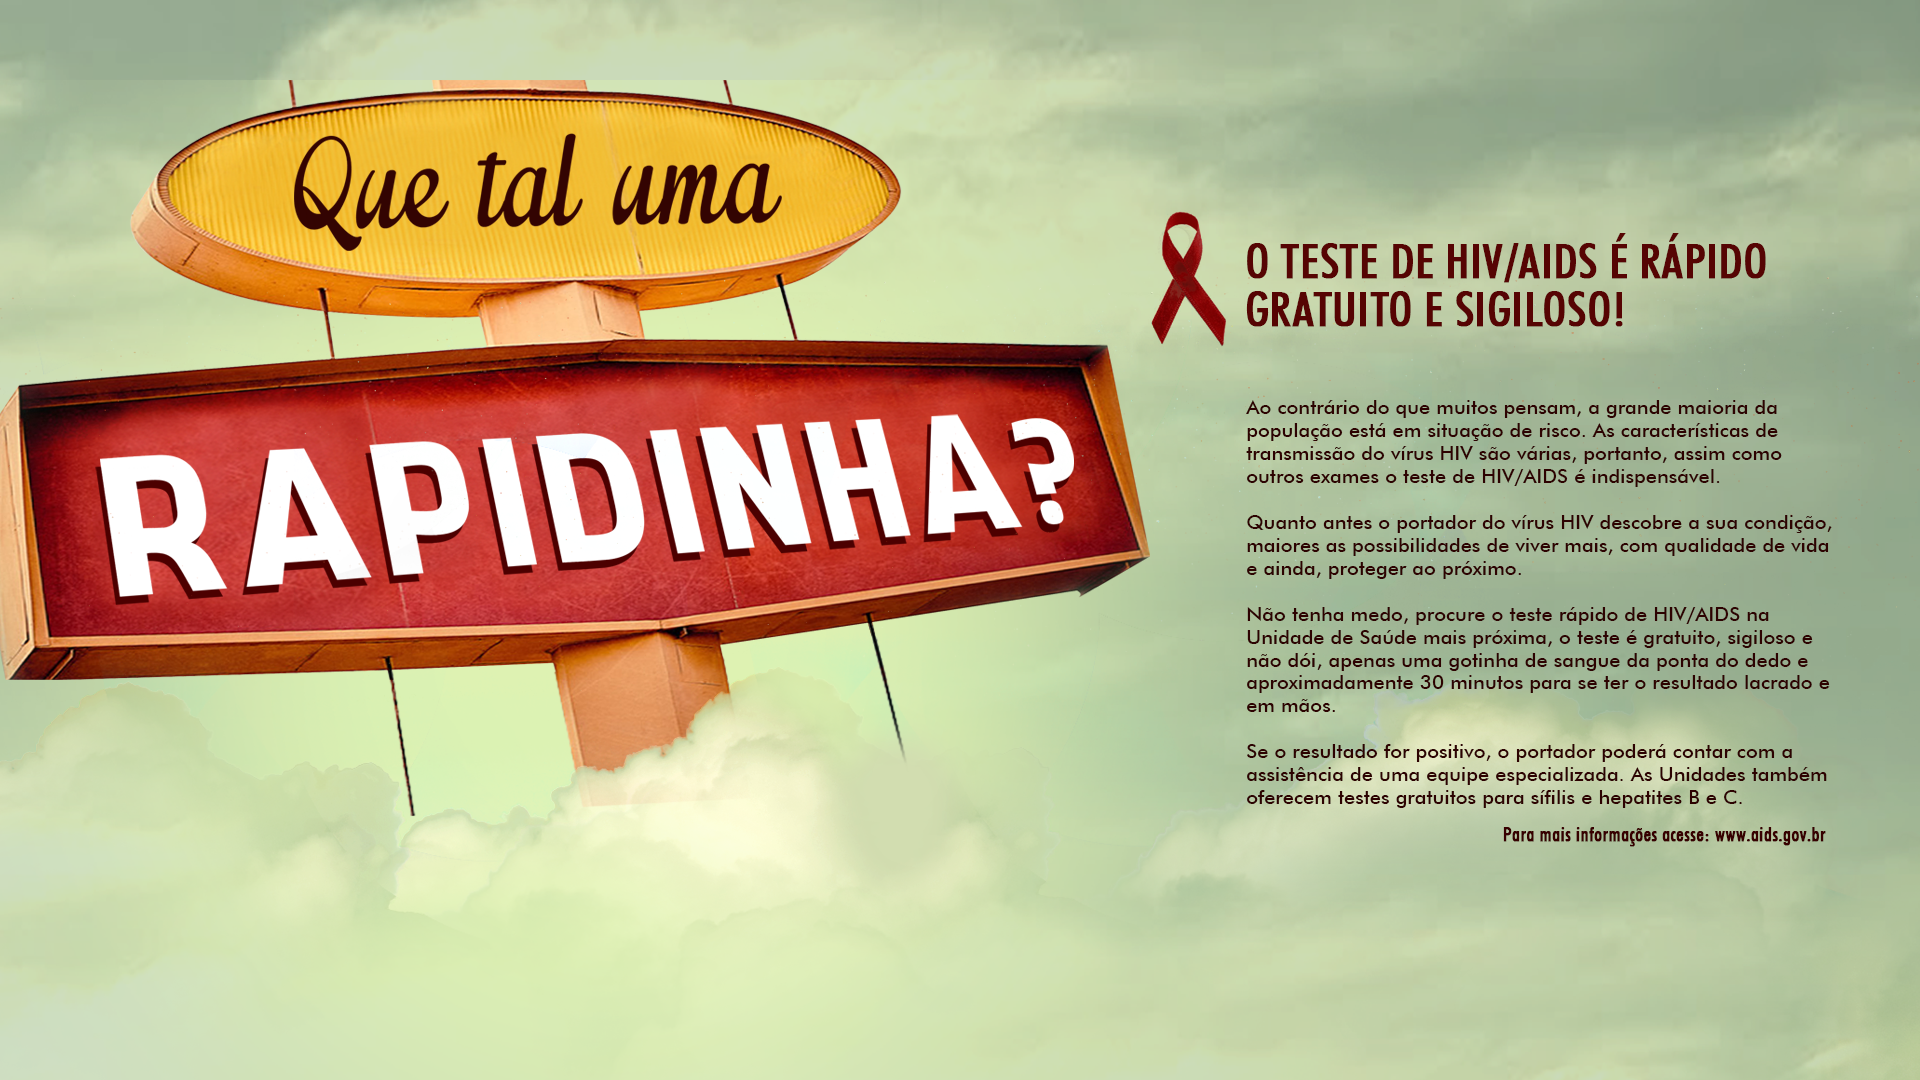 Que tal uma
RAPIDINHA?
O TESTE DE HIV/AIDS É RÁPIDO
GRATUITO E SIGILOSO!
Ao contrário do que muitos pensam, a grande maioria da
população está em situação de risco. As características de
transmissão do vírus HIV são várias, portanto, assim como
outros exames o teste de HIV/AIDS é indispensável.
Quanto antes o portador do vírus HIV descobre a sua condição,
maiores as possibilidades de viver mais, com qualidade de vida
e ainda, proteger ao próximo.
Não tenha medo, procure o teste rápido de HIV/AIDS na
Unidade de Saúde mais próxima, o teste é gratuito, sigiloso e
não dói, apenas uma gotinha de sangue da ponta do dedo e
aproximadamente 30 minutos para se ter o resultado lacrado e
em mãos.
Se o resultado for positivo, o portador poderá contar com a
assistência de uma equipe especializada. As Unidades também
oferecem testes gratuitos para sífilis e hepatites B e C.
Para mais informações acesse: www.aids.gov.br